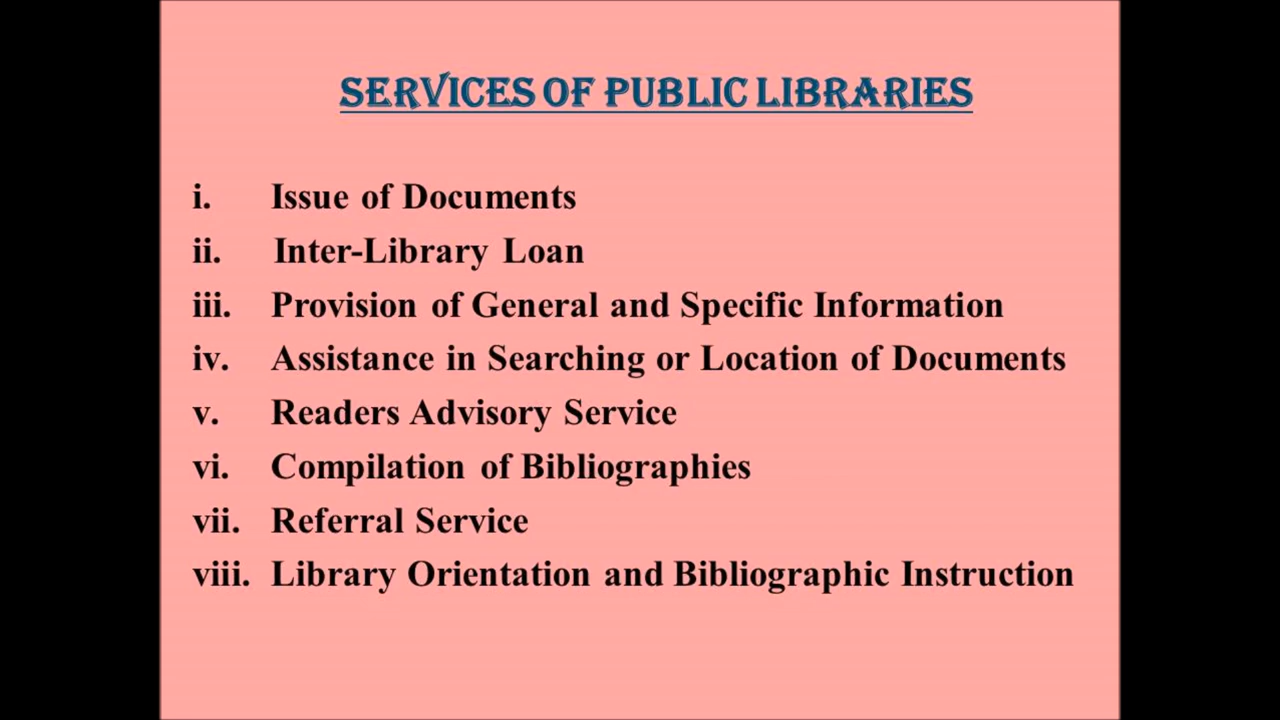 SERVICES OF PUBLIC LIBRARIES
i. Issue of Documents
ii. Inter-Library Loan
iii. Provision of General and Specific Information
iv. Assistance in Searching or Location of Documents
v. Readers Advisory Service
vi. Compilation of Bibliographies
vii. Referral Service
viii. Library Orientation and Bibliographic Instruction